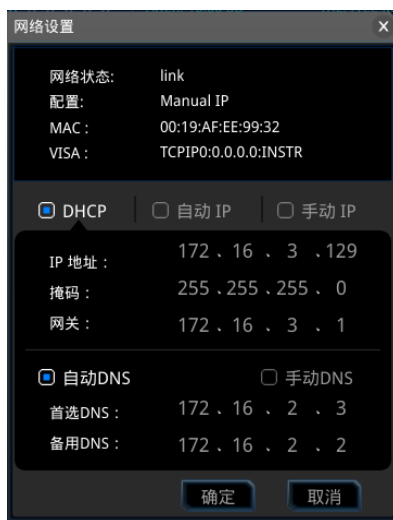 网络设置 X
网络状态: link
配置: Manual IP
MAC : 00:19:AF:EE:99:32
VISA : TCPIP0:0.0.0.0:INSTR
DHCP 自动 IP 手动 IP
IP 地址 : 172 . 16 . 3 .129
掩码 : 255 .255 .255 . 0
网关 : 172 . 16 . 3 . 1
自动DNS 手动DNS
首选DNS : 172 . 16 . 2 . 3
备用DNS : 172 . 16 . 2 . 2
确定 取消